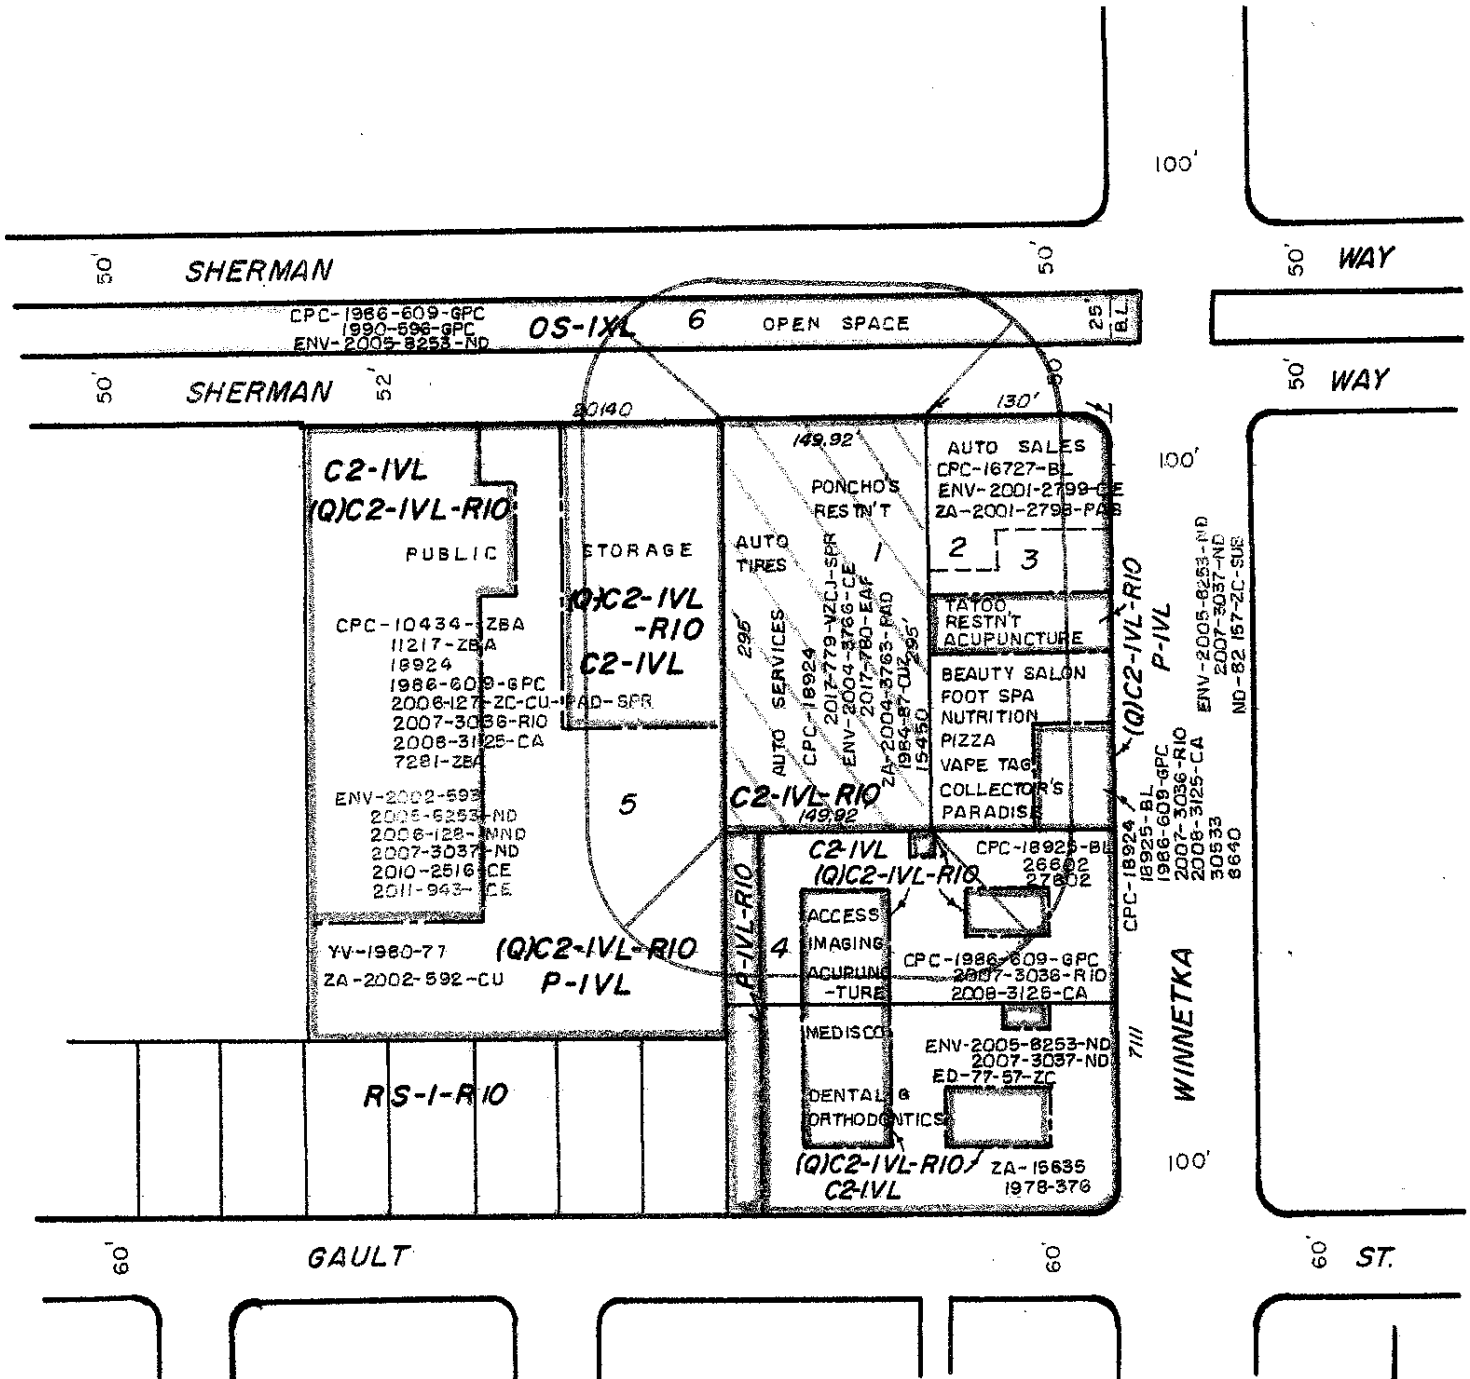 100'
50'
SHERMAN
50'
50'
WAY
CPC-1986-609-GPC
1990-596-GPC
ENV-2005-8253-ND
OS-1XL
6
OPEN SPACE
25'
BL
50'
SHERMAN
52'
50'
50'
WAY
20140
130'
7
C2-1VL
(Q)C2-1VL-RIO
PUBLIC
CPC-10434-ZBA
11217-ZBA
18924
1986-609-GPC
2006-127-ZC-CU-PAD-SPR
2007-3036-RIO
2008-3125-CA
7281-ZBA
ENV-2002-593
2005-8253-ND
2006-128-MND
2007-3037-ND
2010-2516-CE
2011-943-CE
YV-1980-77
ZA-2002-592-CU
(Q)C2-1VL-RIO
P-1VL
STORAGE
(Q)C2-1VL
-RIO
C2-1VL
5
149.92'
PONCHO'S
REST'N'T
AUTO
TIRES
1
295'
AUTO SERVICES
CPC-18924
2017-779-VZCJ-SPR
ENV-2004-3766-CE
2017-780-EAF
ZA-2004-3763-PAD
1984-87-CUZ
295'
15450
C2-1VL-RIO
149.92
AUTO SALES
CPC-16727-BL
ENV-2001-2799-CE
ZA-2001-2798-PAB
2
3
TATOO
RESTN'T
ACUPUNCTURE
BEAUTY SALON
FOOT SPA
NUTRITION
PIZZA
VAPE TAG
COLLECTOR'S
PARADISE
100'
(Q)C2-1VL-RIO
P-1VL
ENV-2005-8253-ND
2007-3037-ND
ND-82 157-ZC-SUB
CPC-18924
18925-BL
1986-609-GPC
2007-3036-RIO
2008-3125-CA
30533
8640
C2-1VL
(Q)C2-1VL-RIO
CPC-18925-BL
26602
27602
P-1VL-RIO
4
ACCESS
IMAGING
ACUPUNC
-TURE
CPC-1986-609-GPC
2007-3036-RIO
2008-3125-CA
MEDISCO
ENV-2005-8253-ND
2007-3037-ND
ED-77-57-ZC
7111
WINNETKA
DENTAL &
ORTHODONTICS
(Q)C2-1VL-RIO
C2-1VL
ZA-15635
1978-376
100'
RS-1-RIO
60'
GAULT
60'
60'
ST.